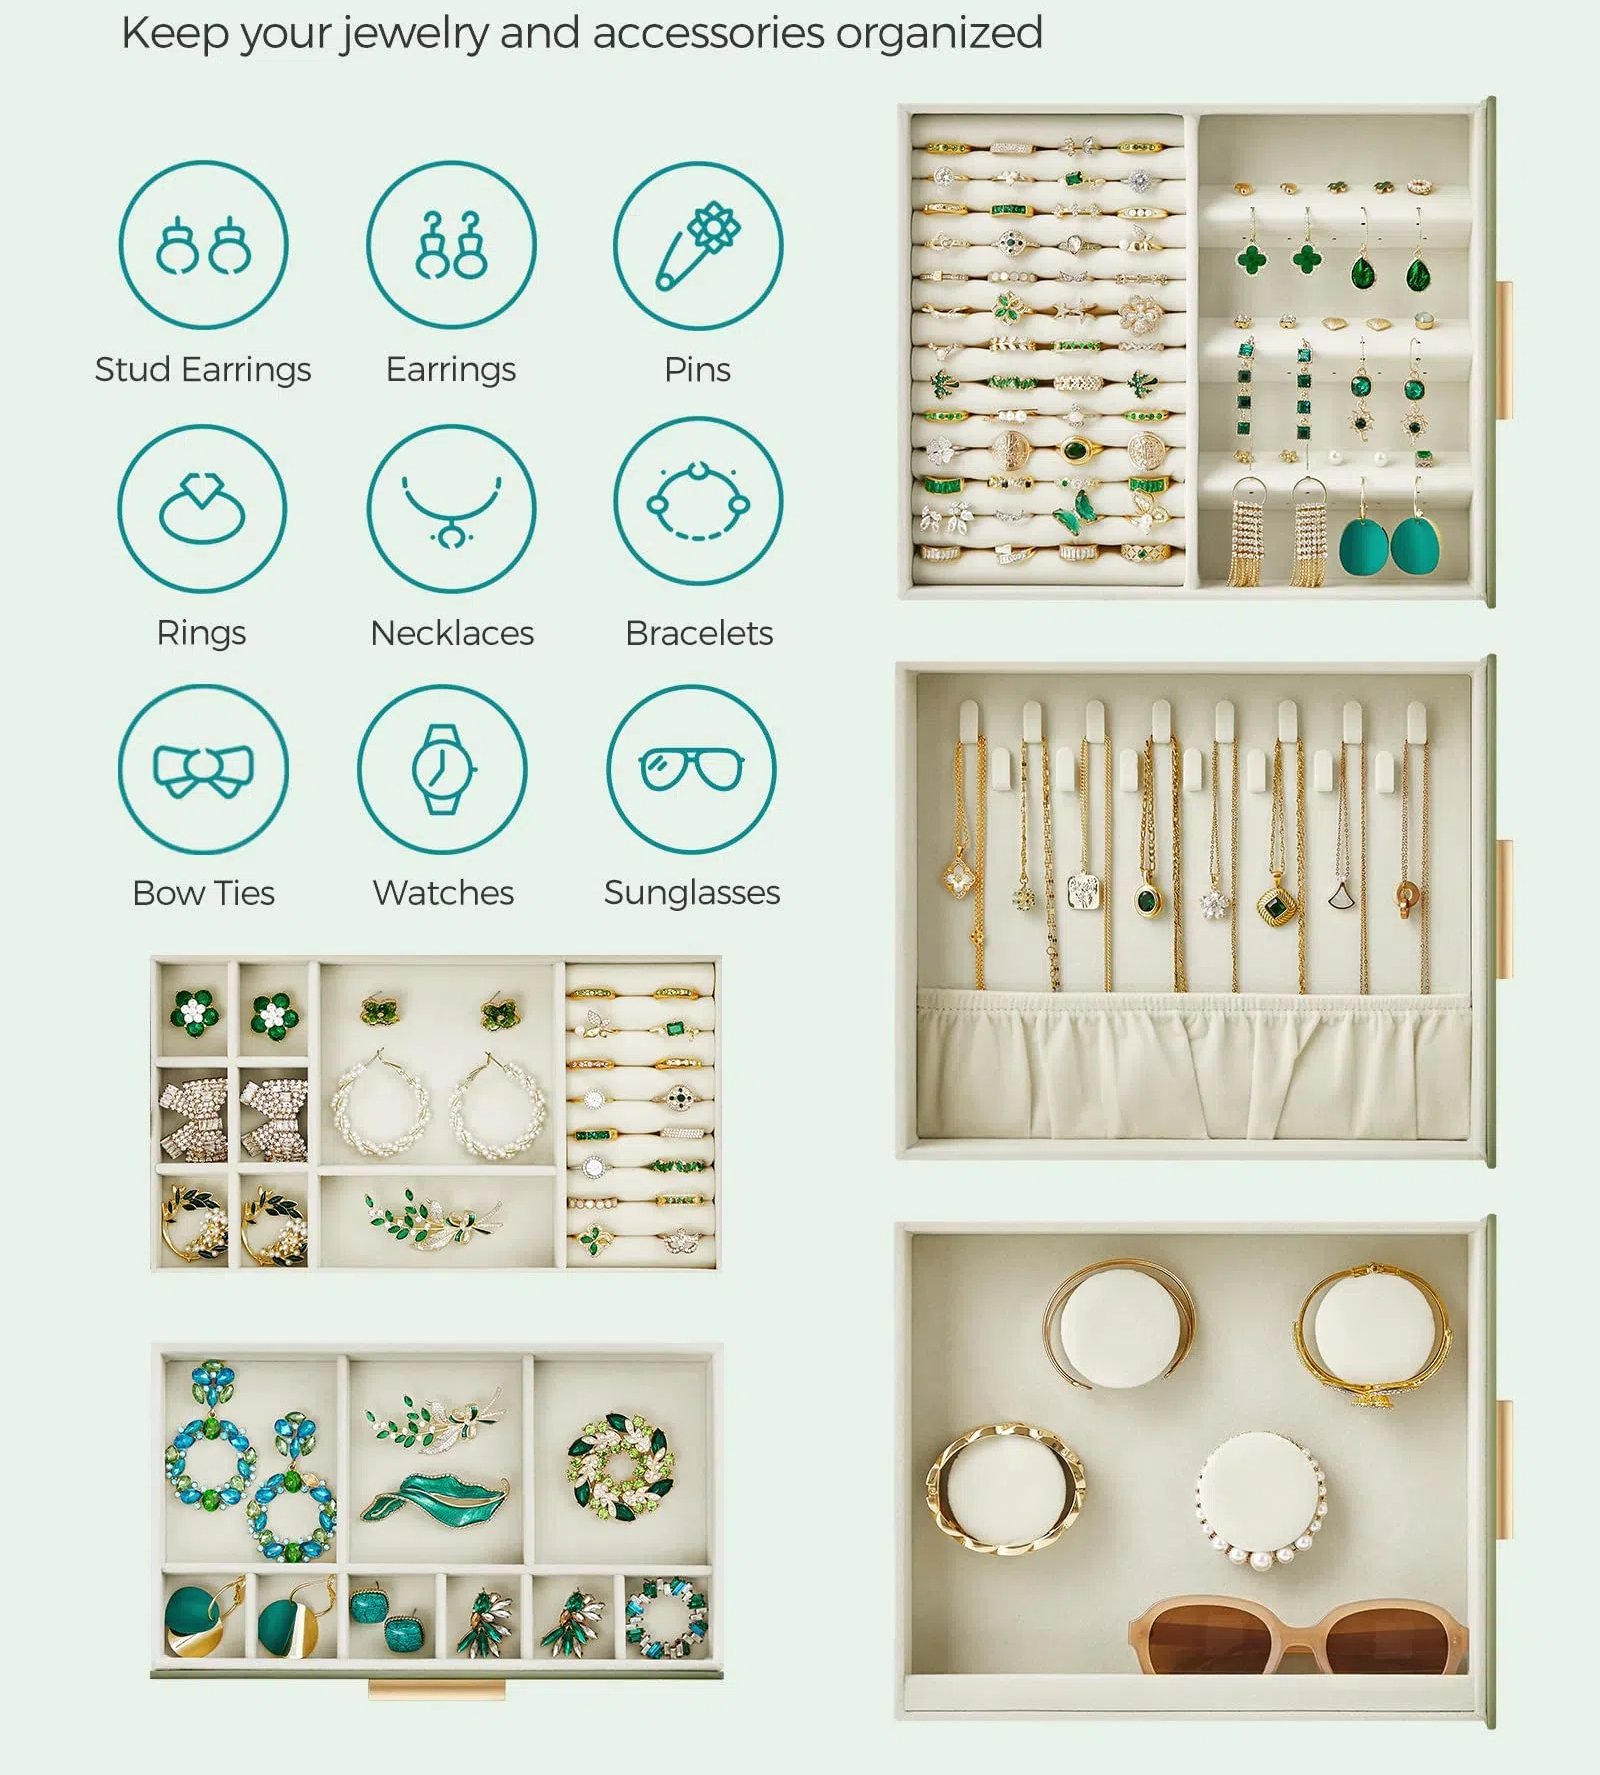 Keep your jewelry and accessories organized
Stud Earrings
Earrings
Pins
Rings
Necklaces
Bracelets
Bow Ties
Watches
Sunglasses